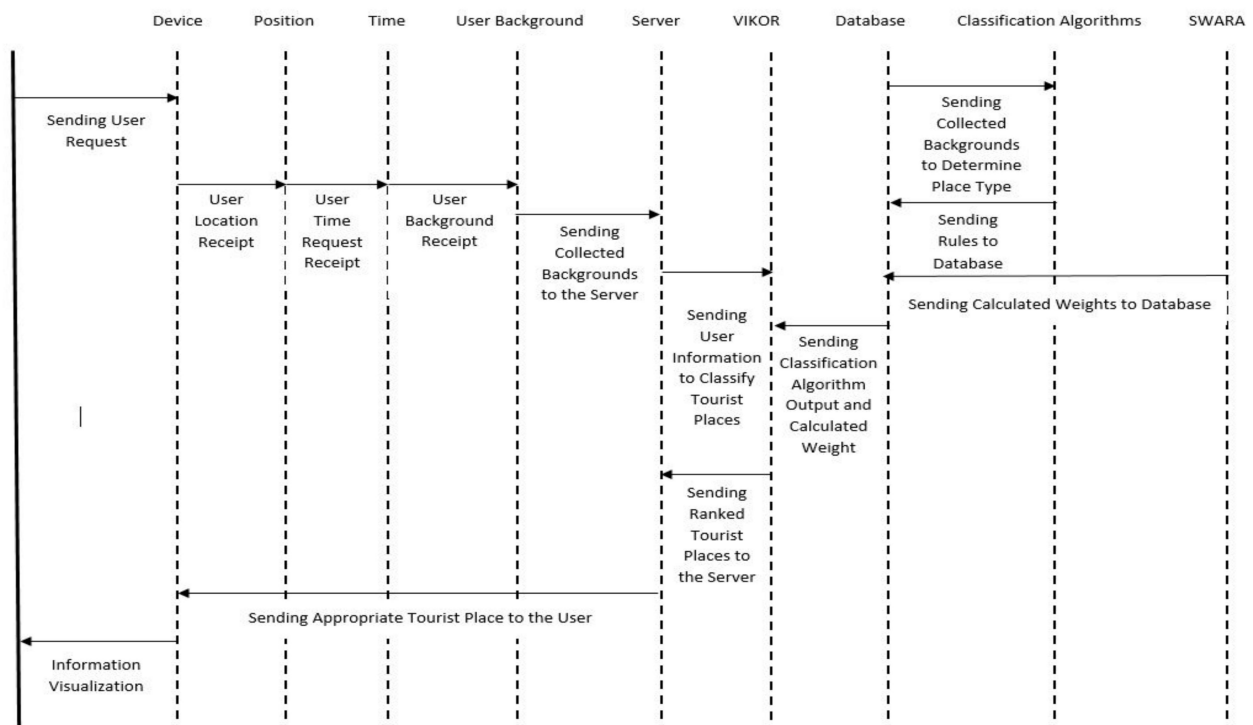 Device Position Time User Background Server VIKOR Database Classification Algorithms SWARA
Sending User
Request
User
Location
Receipt
User
Time
Request
Receipt
User
Background
Receipt
Sending
Collected
Backgrounds
to the Server
Sending
Collected
Backgrounds
to Determine
Place Type
Sending
Rules to
Database
Sending Calculated Weights to Database
Sending
User
Information
to Classify
Tourist
Places
Sending
Classification
Algorithm
Output and
Calculated
Weight
Sending
Ranked
Tourist
Places to
the Server
Sending Appropriate Tourist Place to the User
Information
Visualization